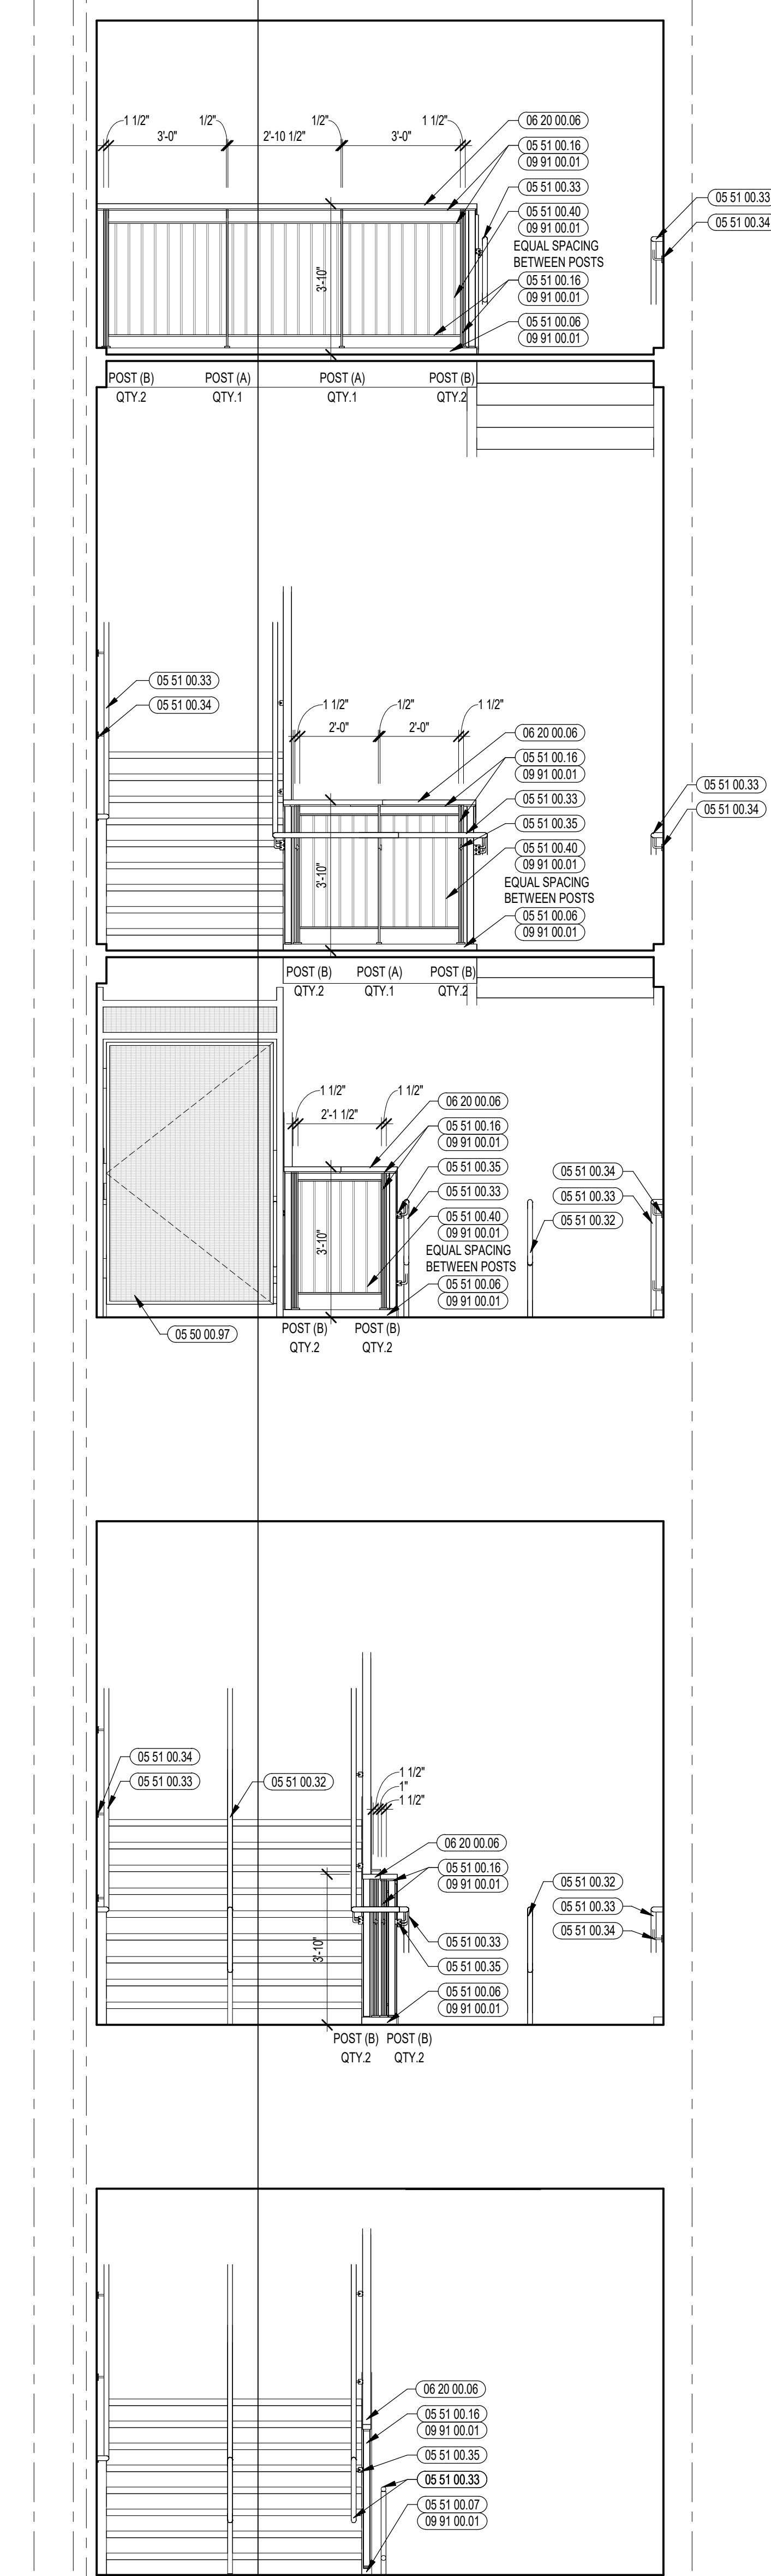 1 1/2" 1/2" 1/2" 1 1/2"
3'-0" 2'-10 1/2" 3'-0"
06 20 00.06
05 51 00.16
09 91 00.01
05 51 00.33
05 51 00.40
09 91 00.01
EQUAL SPACING
BETWEEN POSTS
05 51 00.16
09 91 00.01
05 51 00.06
09 91 00.01
3'-10"
05 51 00.33
05 51 00.34
POST (B) POST (A) POST (A) POST (B)
QTY.2 QTY.1 QTY.1 QTY.2
05 51 00.33
05 51 00.34
1 1/2" 1/2" 1 1/2"
2'-0" 2'-0"
06 20 00.06
05 51 00.16
09 91 00.01
05 51 00.33
05 51 00.35
05 51 00.40
09 91 00.01
EQUAL SPACING
BETWEEN POSTS
05 51 00.06
09 91 00.01
3'-10"
05 51 00.33
05 51 00.34
POST (B) POST (A) POST (B)
QTY.2 QTY.1 QTY.2
1 1/2" 1 1/2"
2'-1 1/2"
06 20 00.06
05 51 00.16
09 91 00.01
05 51 00.35
05 51 00.33
05 51 00.40
09 91 00.01
EQUAL SPACING
BETWEEN POSTS
05 51 00.06
09 91 00.01
3'-10"
05 51 00.34
05 51 00.33
05 51 00.32
05 50 00.97
POST (B) POST (B)
QTY.2 QTY.2
05 51 00.34
05 51 00.33
05 51 00.32
1 1/2"
1"
1 1/2"
06 20 00.06
05 51 00.16
09 91 00.01
05 51 00.33
05 51 00.35
05 51 00.06
09 91 00.01
3'-10"
05 51 00.32
05 51 00.33
05 51 00.34
POST (B) POST (B)
QTY.2 QTY.2
06 20 00.06
05 51 00.16
09 91 00.01
05 51 00.35
05 51 00.33
05 51 00.07
09 91 00.01